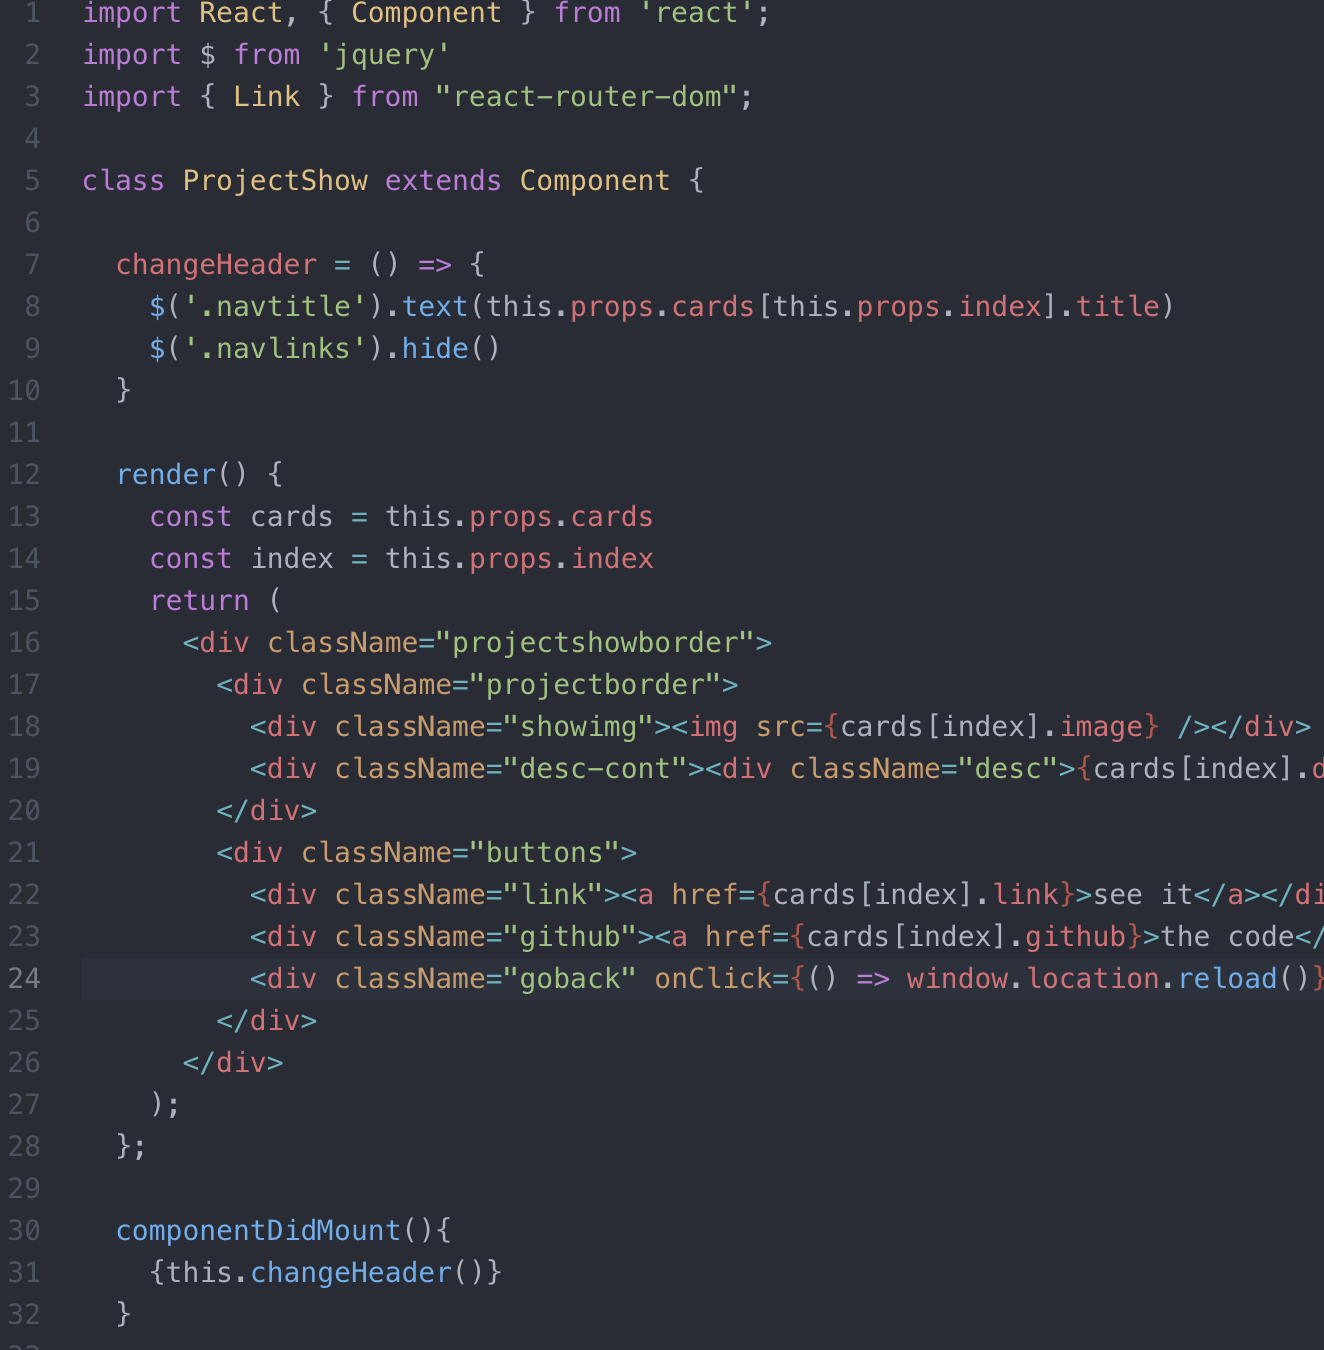 1 import React, { Component } from 'react';
2 import $ from 'jquery'
3 import { Link } from "react-router-dom";
4
5 class ProjectShow extends Component {
6
7   changeHeader = () => {
8     $('.navtitle').text(this.props.cards[this.props.index].title)
9     $('.navlinks').hide()
10   }
11
12   render() {
13     const cards = this.props.cards
14     const index = this.props.index
15     return (
16       <div className="projectshowborder">
17         <div className="projectborder">
18           <div className="showimg"><img src={cards[index].image} /></div>
19           <div className="desc-cont"><div className="desc">{cards[index].d
20         </div>
21         <div className="buttons">
22           <div className="link"><a href={cards[index].link}>see it</a></di
23           <div className="github"><a href={cards[index].github}>the code</
24           <div className="goback" onClick={() => window.location.reload()}
25         </div>
26       </div>
27     );
28   };
29
30   componentDidMount(){
31     {this.changeHeader()}
32   }